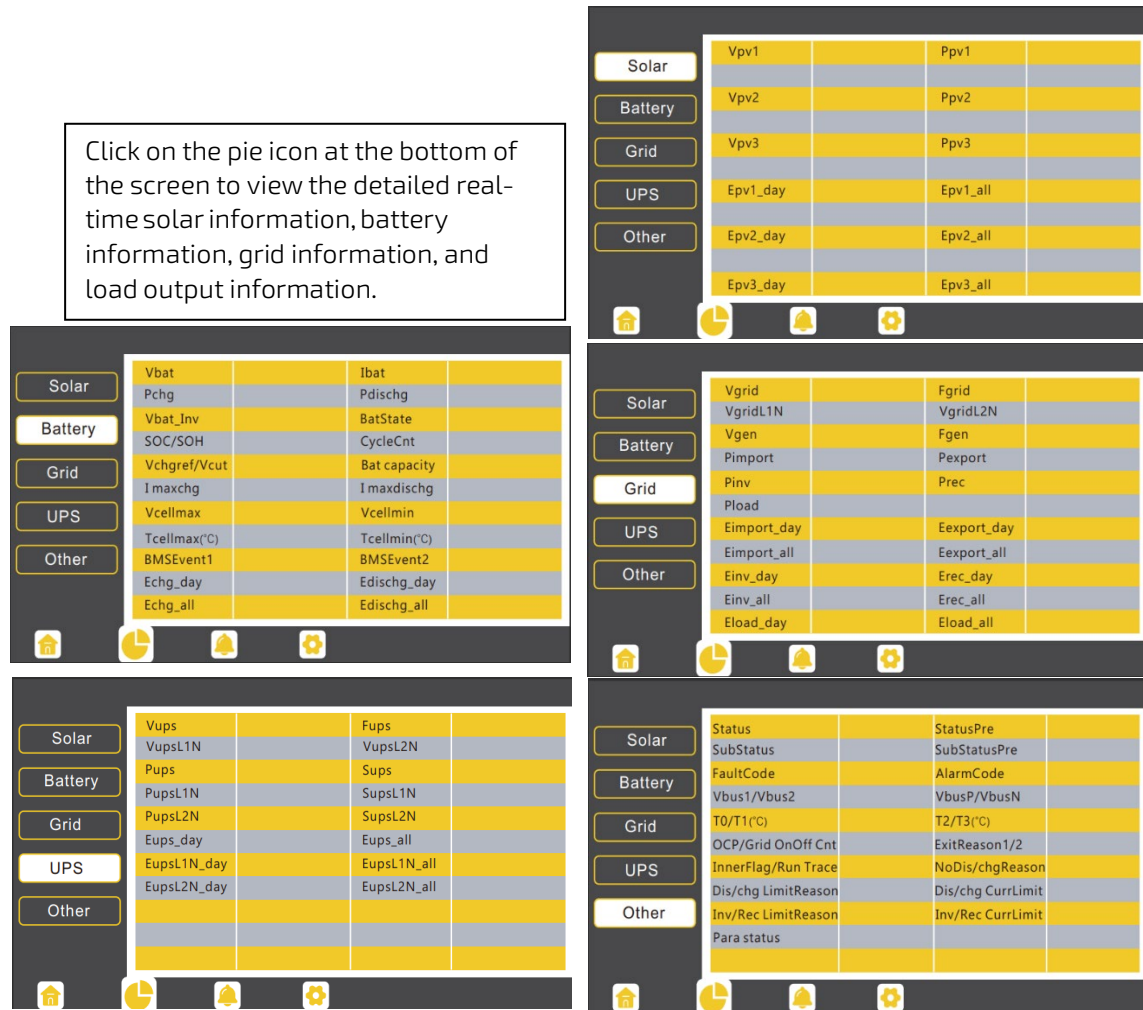 Click on the pie icon at the bottom of
the screen to view the detailed real-
time solar information, battery
information, grid information, and
load output information.
Solar
Battery
Grid
UPS
Other
Vpv1 Ppv1
Vpv2 Ppv2
Vpv3 Ppv3
Epv1_day Epv1_all
Epv2_day Epv2_all
Epv3_day Epv3_all
Solar
Battery
Grid
UPS
Other
Vbat Ibat
Pchg Pdischg
Vbat_Inv BatState
SOC/SOH CycleCnt
Vchgref/Vcut Bat capacity
I maxchg I maxdischg
Vcellmax Vcellmin
Tcellmax(°C) Tcellmin(°C)
BMSEvent1 BMSEvent2
Echg_day Edischg_day
Echg_all Edischg_all
Solar
Battery
Grid
UPS
Other
Vgrid Fgrid
VgridL1N VgridL2N
Vgen Fgen
Pimport Pexport
Pinv Prec
Pload
Eimport_day Eexport_day
Eimport_all Eexport_all
Einv_day Erec_day
Einv_all Erec_all
Eload_day Eload_all
Solar
Battery
Grid
UPS
Other
Vups Fups
VupsL1N VupsL2N
Pups Sups
PupsL1N SupsL1N
PupsL2N SupsL2N
Eups_day Eups_all
EupsL1N_day EupsL1N_all
EupsL2N_day EupsL2N_all
Solar
Battery
Grid
UPS
Other
Status StatusPre
SubStatus SubStatusPre
FaultCode AlarmCode
Vbus1/Vbus2 VbusP/VbusN
T0/T1(°C) T2/T3(°C)
OCP/Grid OnOff Cnt ExitReason1/2
InnerFlag/Run Trace NoDis/chgReason
Dis/chg LimitReason Dis/chg CurrLimit
Inv/Rec LimitReason Inv/Rec CurrLimit
Para status